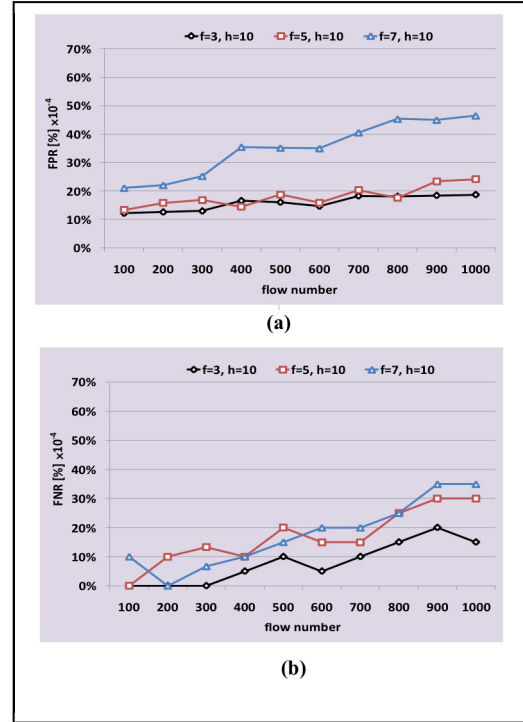 f=3, h=10 f=5, h=10 f=7, h=10
70%
60%
50%
40%
30%
20%
10%
0%
FPR [%] x10-4
100 200 300 400 500 600 700 800 900 1000
flow number
(a)
f=3, h=10 f=5, h=10 f=7, h=10
70%
60%
50%
40%
30%
20%
10%
0%
FNR [%] x10-4
100 200 300 400 500 600 700 800 900 1000
flow number
(b)